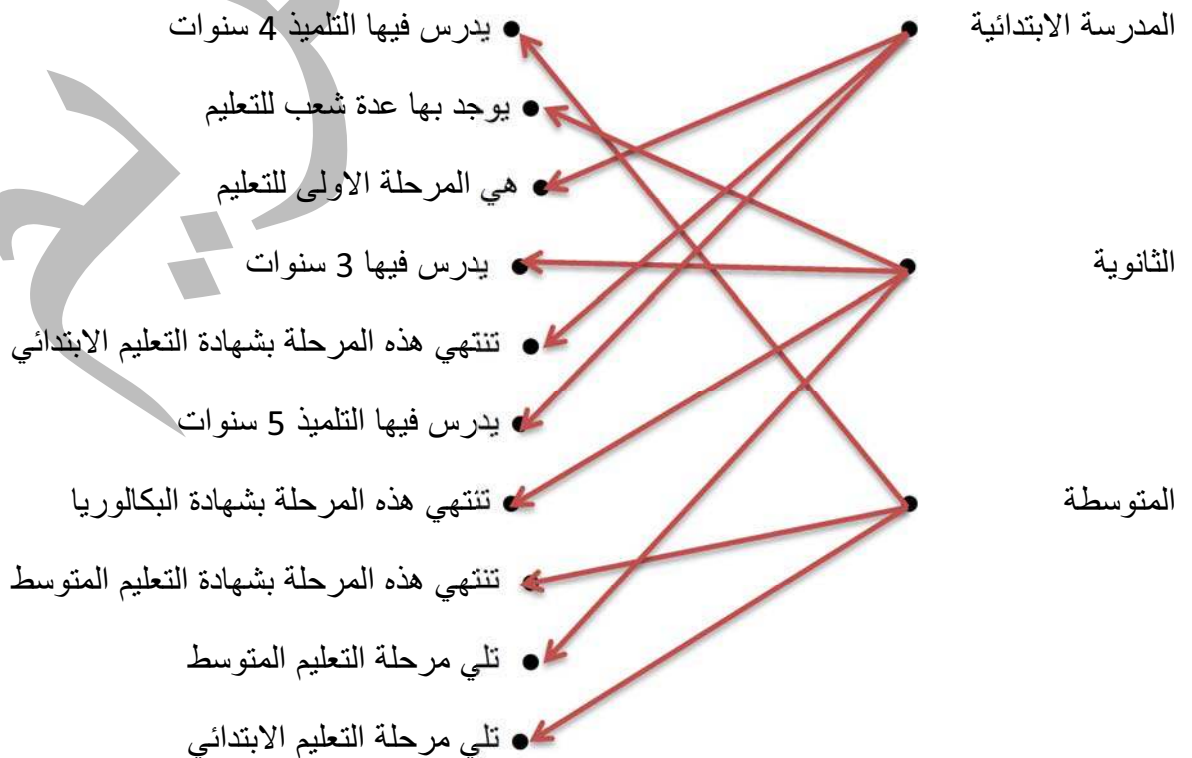 المدرسة الابتدائية
يدرس فيها التلميذ 4 سنوات
يوجد بها عدة شعب للتعليم
هي المرحلة الاولى للتعليم
الثانوية
يدرس فيها 3 سنوات
تنتهي هذه المرحلة بشهادة التعليم الابتدائي
يدرس فيها التلميذ 5 سنوات
المتوسطة
تنتهي هذه المرحلة بشهادة البكالوريا
تنتهي هذه المرحلة بشهادة التعليم المتوسط
تلي مرحلة التعليم المتوسط
تلي مرحلة التعليم الابتدائي